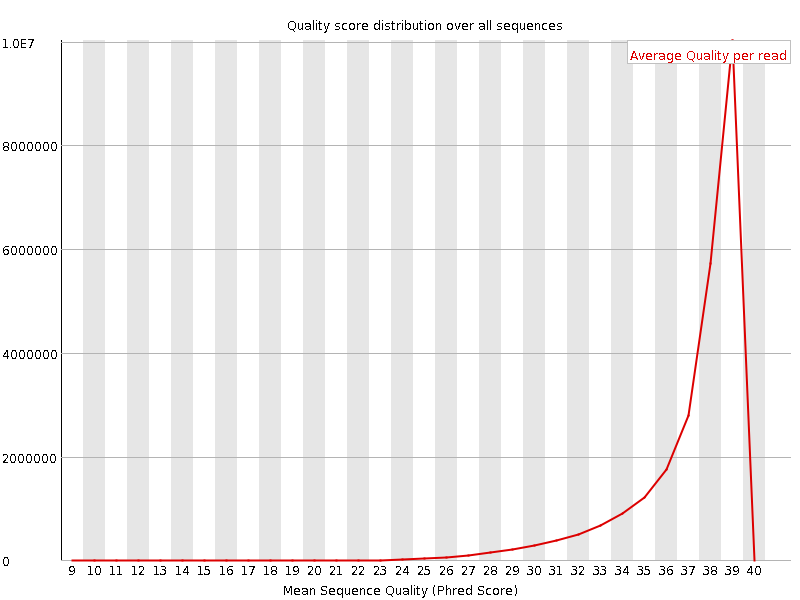 Quality score distribution over all sequences
Average Quality per read
1.0E7
8000000
6000000
4000000
2000000
0
9 10 11 12 13 14 15 16 17 18 19 20 21 22 23 24 25 26 27 28 29 30 31 32 33 34 35 36 37 38 39 40
Mean Sequence Quality (Phred Score)